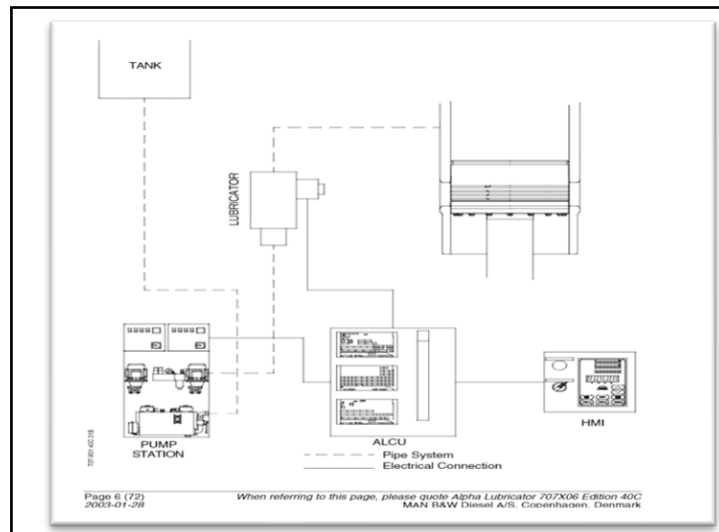 TANK
LUBRICATOR
PUMP
STATION
ALCU
HMI
Pipe System
Electrical Connection
Page 6 (72)
2003-01-28
When referring to this page, please quote Alpha Lubricator 707X06 Edition 40C
MAN B&W Diesel A/S, Copenhagen, Denmark